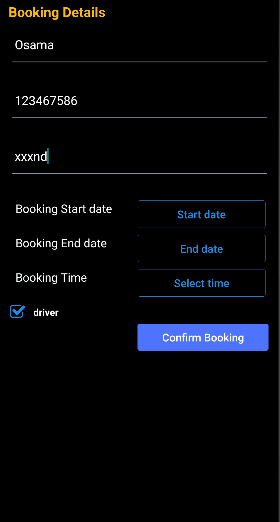 Booking Details
Osama
123467586
xxxnd
Booking Start date Start date
Booking End date End date
Booking Time Select time
driver
Confirm Booking